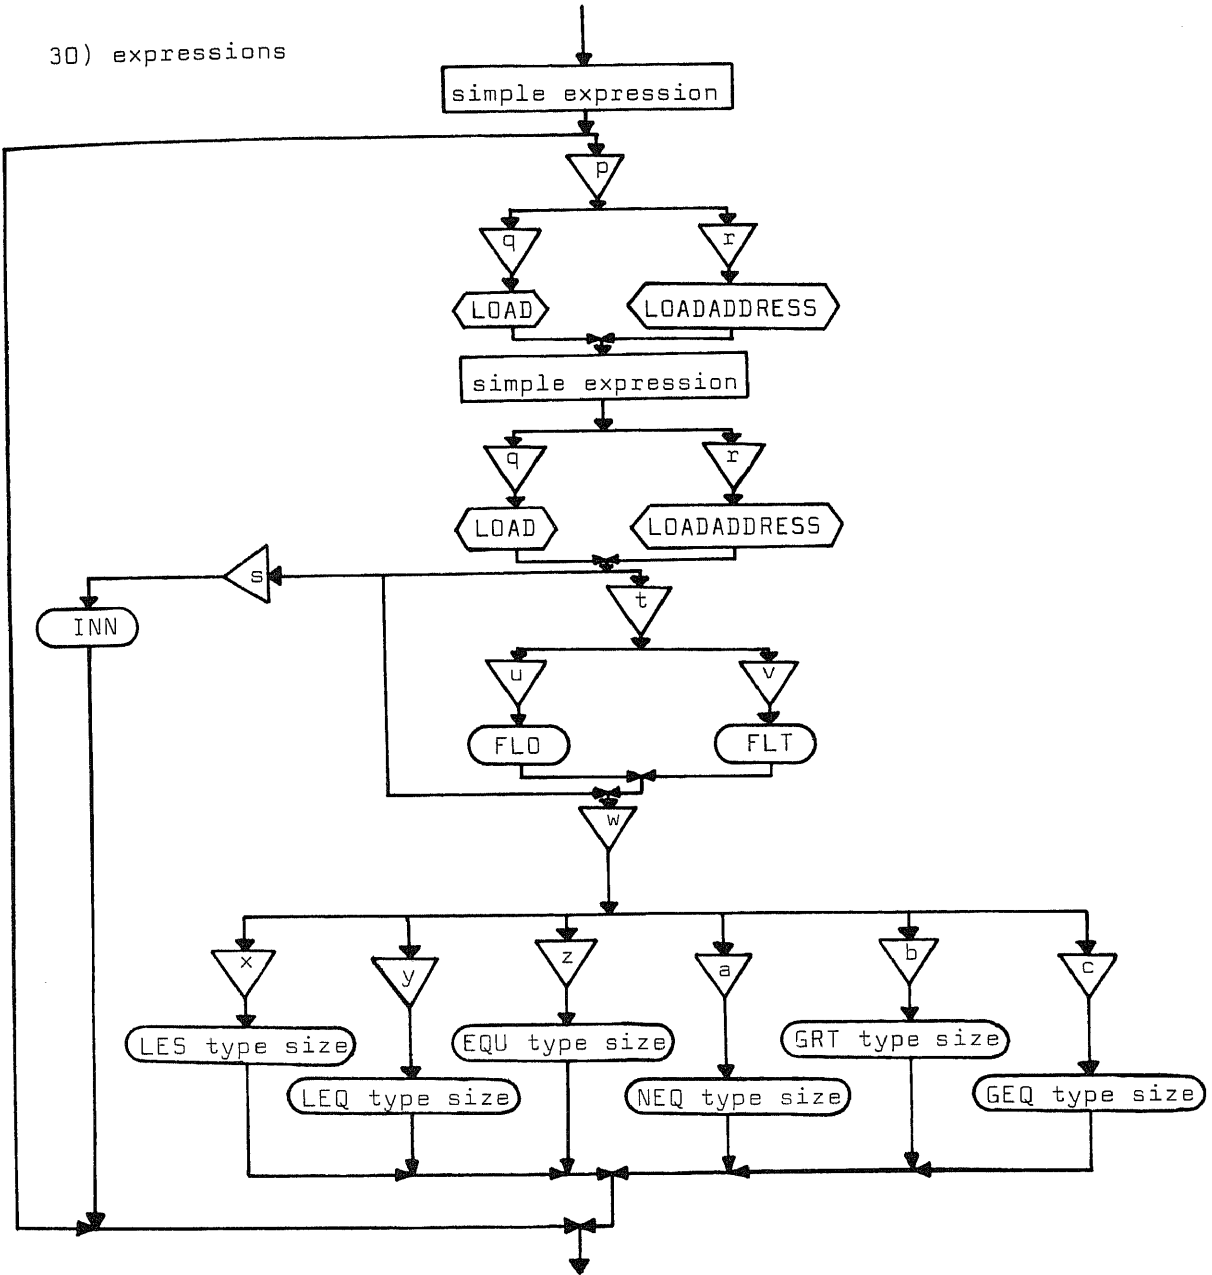 30) expressions
simple expression
p
q
r
LOAD
LOADADDRESS
simple expression
q
r
LOAD
LOADADDRESS
s
t
INN
u
v
FLO
FLT
w
x
y
z
a
b
c
LES type size
EQU type size
GRT type size
LEQ type size
NEQ type size
GEQ type size